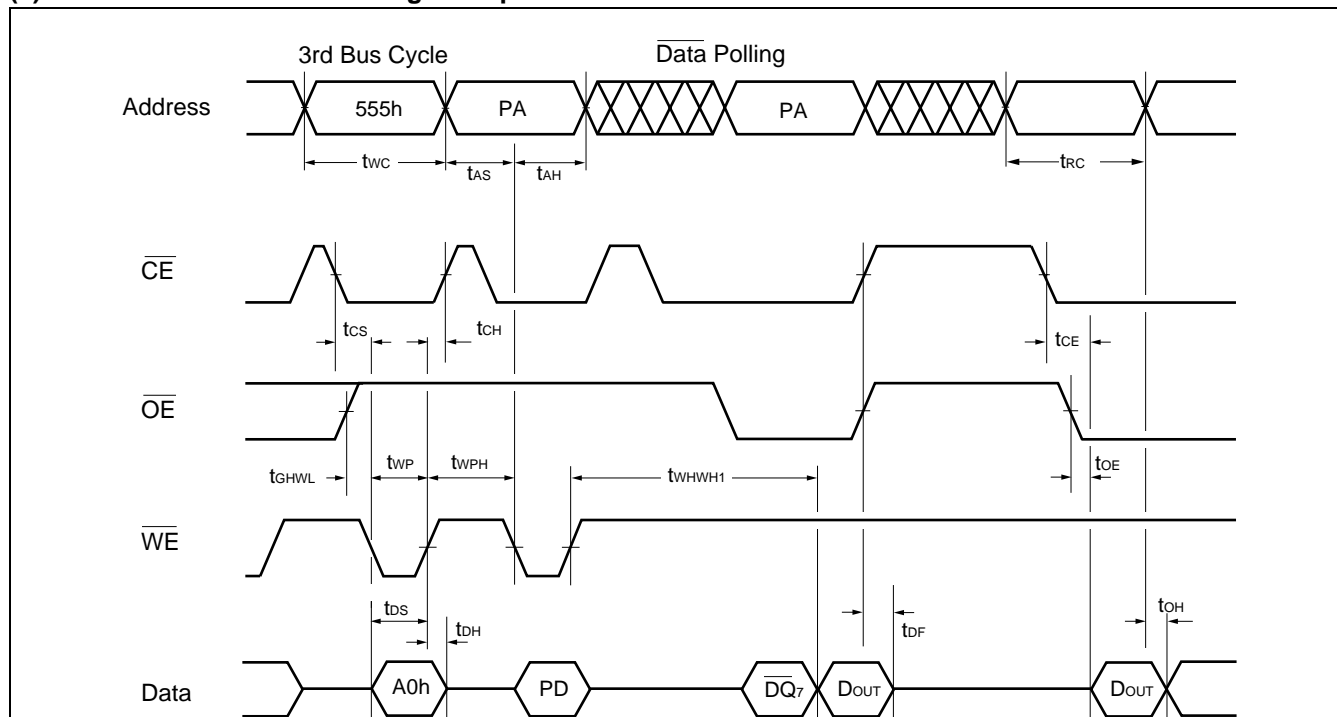 3rd Bus Cycle
Data Polling
Address
555h
PA
PA
tWC
tAS
tAH
tRC
CE
tCS
tCH
tCE
OE
tGHWL
tWP
tWPH
tWHWH1
tOE
WE
tDS
tDH
tDF
tOH
Data
A0h
PD
DQ7
DOUT
DOUT